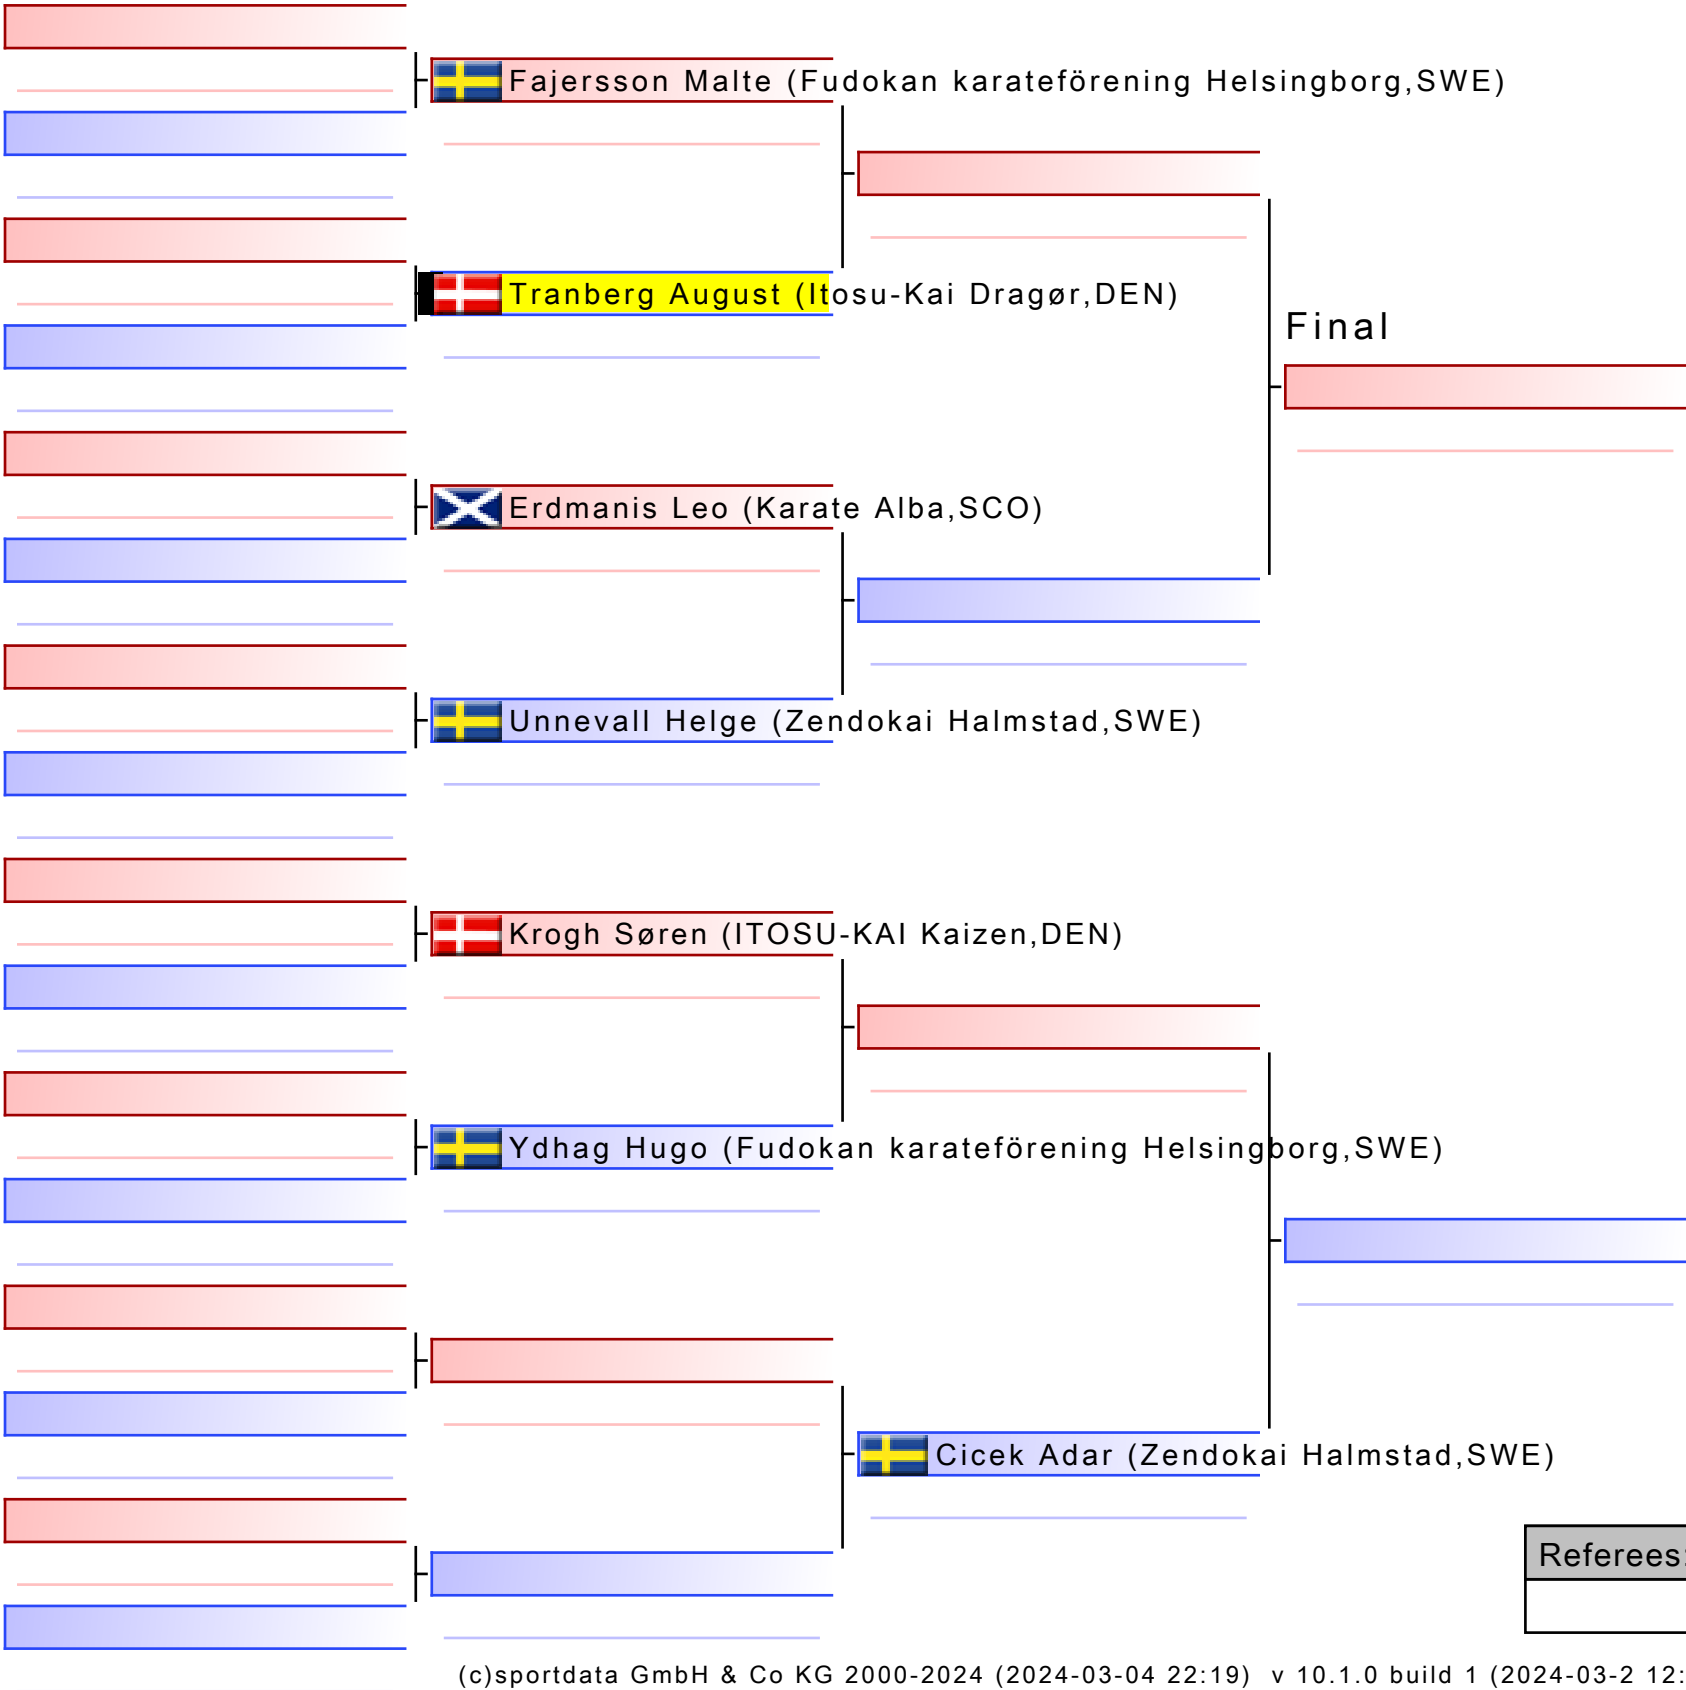 Fajersson Malte (Fudokan karateförening Helsingborg,SWE)
Tranberg August (Itosu-Kai Dragør,DEN)
Final
Erdmanis Leo (Karate Alba,SCO)
Unnevall Helge (Zendokai Halmstad,SWE)
Krogh Søren (ITOSU-KAI Kaizen,DEN)
Ydhag Hugo (Fudokan karateförening Helsingborg,SWE)
Cicek Adar (Zendokai Halmstad,SWE)
Referees:
(c)sportdata GmbH & Co KG 2000-2024 (2024-03-04 22:19) v 10.1.0 build 1 (2024-03-2 12: